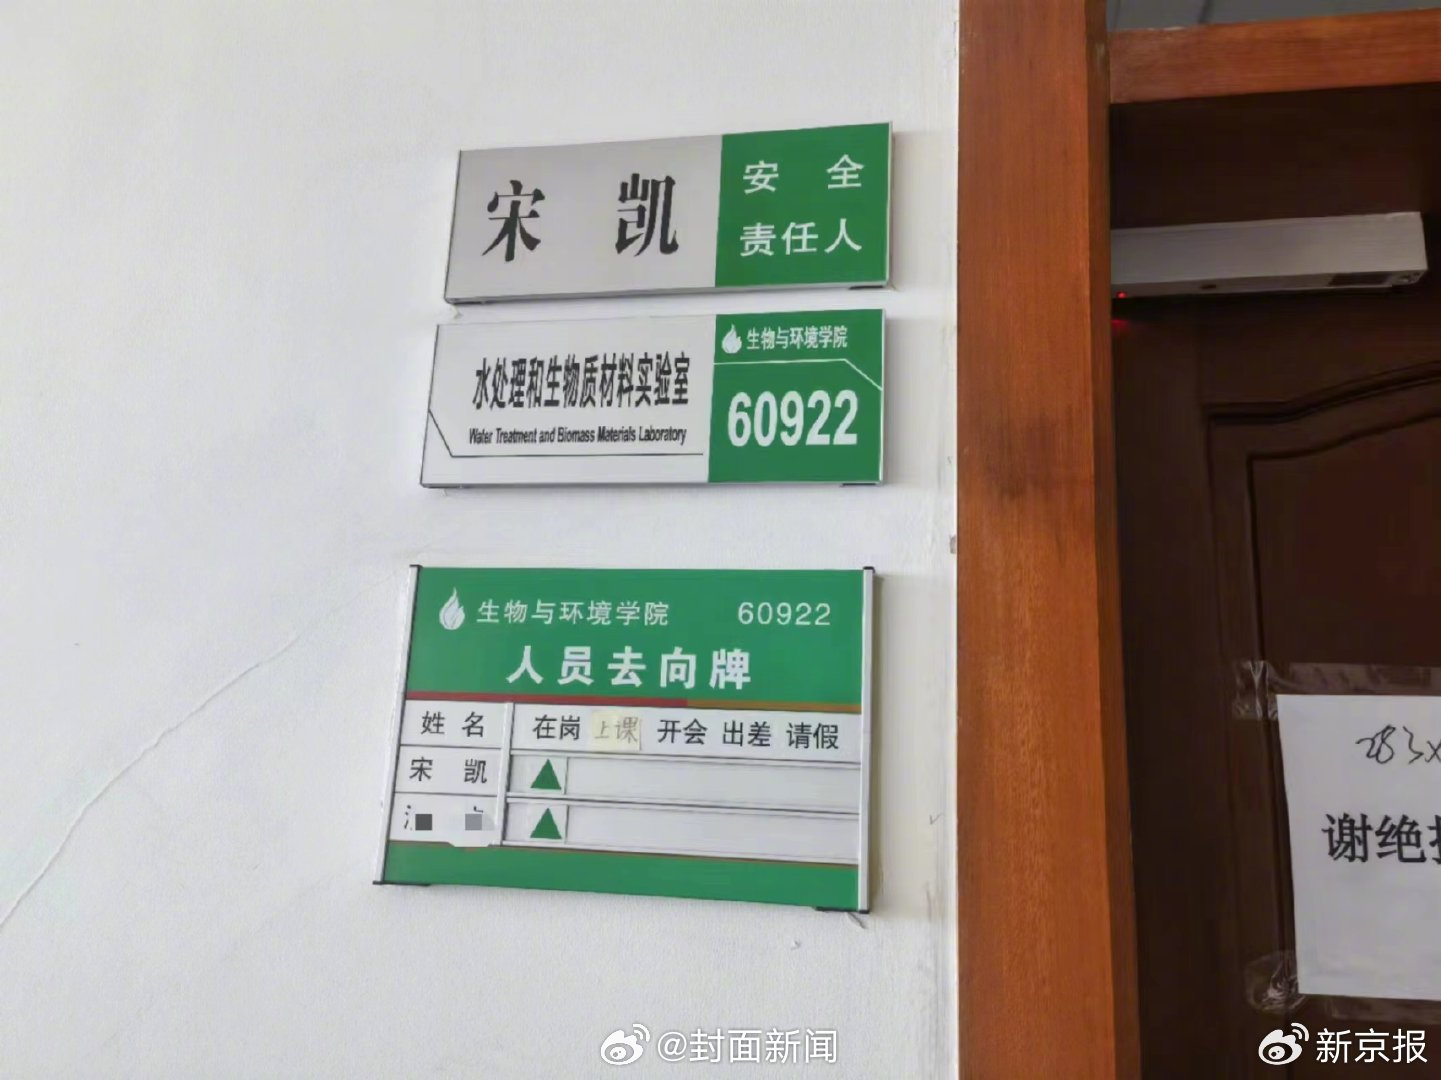 宋 凯
安 全
责任人
水处理和生物质材料实验室
Water Treatment and Biomass Materials Laboratory
生物与环境学院
60922
生物与环境学院 60922
人员去向牌
姓 名 在岗 上课 开会 出差 请假
宋 凯
谢绝
@封面新闻
新京报